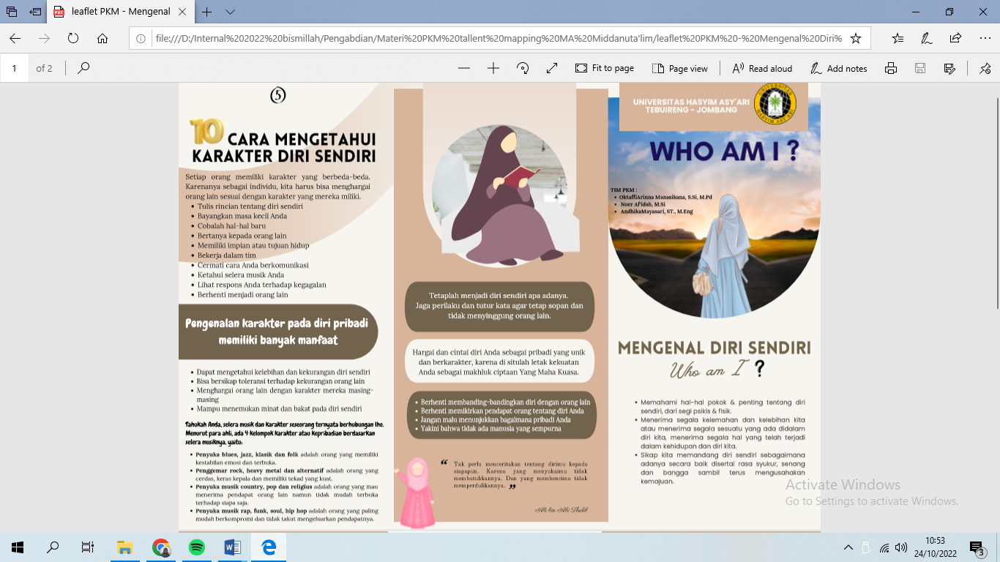 leaflet PKM - Mengenal
file:///D:/Internal%202022%20bismillah/Pengabdian/Materi%20PKM%20tallent%20mapping%20MA%20Middanuta'lim/leaflet%20PKM%20-%20Mengenal%20Diri%
1 of 2
Fit to page
Page view
Read aloud
Add notes
5
10 CARA MENGETAHUI
KARAKTER DIRI SENDIRI
Setiap orang memiliki karakter yang berbeda-beda.
Karenanya sebagai individu, kita harus bisa menghargai
orang lain sesuai dengan karakter yang mereka miliki.
• Tulis rincian tentang diri sendiri
• Bayangkan masa kecil Anda
• Cobalah hal-hal baru
• Bertanya kepada orang lain
• Memiliki impian atau tujuan hidup
• Bekerja dalam tim
• Cermati cara Anda berkomunikasi
• Ketahui selera musik Anda
• Lihat respons Anda terhadap kegagalan
• Berhenti menjadi orang lain
Pengenalan karakter pada diri pribadi
memiliki banyak manfaat
• Dapat mengetahui kelebihan dan kekurangan diri sendiri
• Bisa bersikap toleransi terhadap kekurangan orang lain
• Menghargai orang lain dengan karakter mereka masing-
masing
• Mampu menemukan minat dan bakat pada diri sendiri
Tahukah Anda, selera musik dan karakter seseorang ternyata berhubungan lho.
Menurut para ahli, ada 4 kelompok karakter atau kepribadian berdasarkan
selera musiknya, yaitu:
• Penyuka blues, jazz, klasik dan folk adalah orang yang memiliki
kestabilan emosi dan terbuka.
• Penggemar rock, heavy metal dan alternatif adalah orang yang
cerdas, keras kepala dan memiliki tekad yang kuat.
• Penyuka musik country, pop dan religius adalah orang yang mau
menerima pendapat orang lain namun tidak mudah terbuka
terhadap siapa saja.
• Penyuka musik rap, funk, soul, hip hop adalah orang yang paling
mudah berkompromi dan tidak takut mengeluarkan pendapatnya.
Tetaplah menjadi diri sendiri apa adanya.
Jaga perilaku dan tutur kata agar tetap sopan dan
tidak menyinggung orang lain.
Hargai dan cintai diri Anda sebagai pribadi yang unik
dan berkarakter, karena di situlah letak kekuatan
Anda sebagai makhluk ciptaan Yang Maha Kuasa.
• Berhenti membanding-bandingkan diri dengan orang lain
• Berhenti memikirkan pendapat orang tentang diri Anda
• Jangan malu menunjukkan bagaimana pribadi Anda
• Yakini bahwa tidak ada manusia yang sempurna
“ Tak perlu menceritakan tentang dirimu kepada
siapapun. Karena yang menyukaimu tidak
membutuhkannya. Dan yang membencimu tidak
memperdulikannya. ”
Ali bin Abi Thalib
UNIVERSITAS HASYIM ASY'ARI
TEBUIRENG - JOMBANG
UNIVERSITAS
HASYIM ASY'ARI
WHO AM I ?
TIM PKM :
• OktaffiArinna Manasikana, S.Si, M.Pd
• Noer Af'idah, M.Si
• AndhikaMayasari, ST., M.Eng
MENGENAL DIRI SENDIRI
Who am I ?
• Memahami hal-hal pokok & penting tentang diri
sendiri, dari segi psikis & fisik.
• Menerima segala kelemahan dan kelebihan kita
atau menerima segala sesuatu yang ada didalam
diri kita, menerima segala hal yang telah terjadi
dalam kehidupan dan diri kita.
• Sikap kita memandang diri sendiri sebagaimana
adanya secara baik disertai rasa syukur, senang
dan bangga sambil terus mengusahakan
kemajuan.
Activate Windows
Go to Settings to activate Windows.
10:53
24/10/2022
3